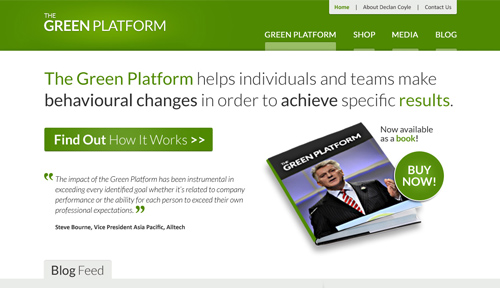 THE
GREEN PLATFORM
Home | About Declan Coyle | Contact Us
GREEN PLATFORM SHOP MEDIA BLOG
The Green Platform helps individuals and teams make
behavioural changes in order to achieve specific results.
Find Out How It Works >>
“ The impact of the Green Platform has been instrumental in
exceeding every identified goal whether it's related to company
performance or the ability for each person to exceed their own
professional expectations. ”
Steve Bourne, Vice President Asia Pacific, Alltech
THE
GREEN PLATFORM
Now available
as a book!
BUY
NOW!
Blog Feed